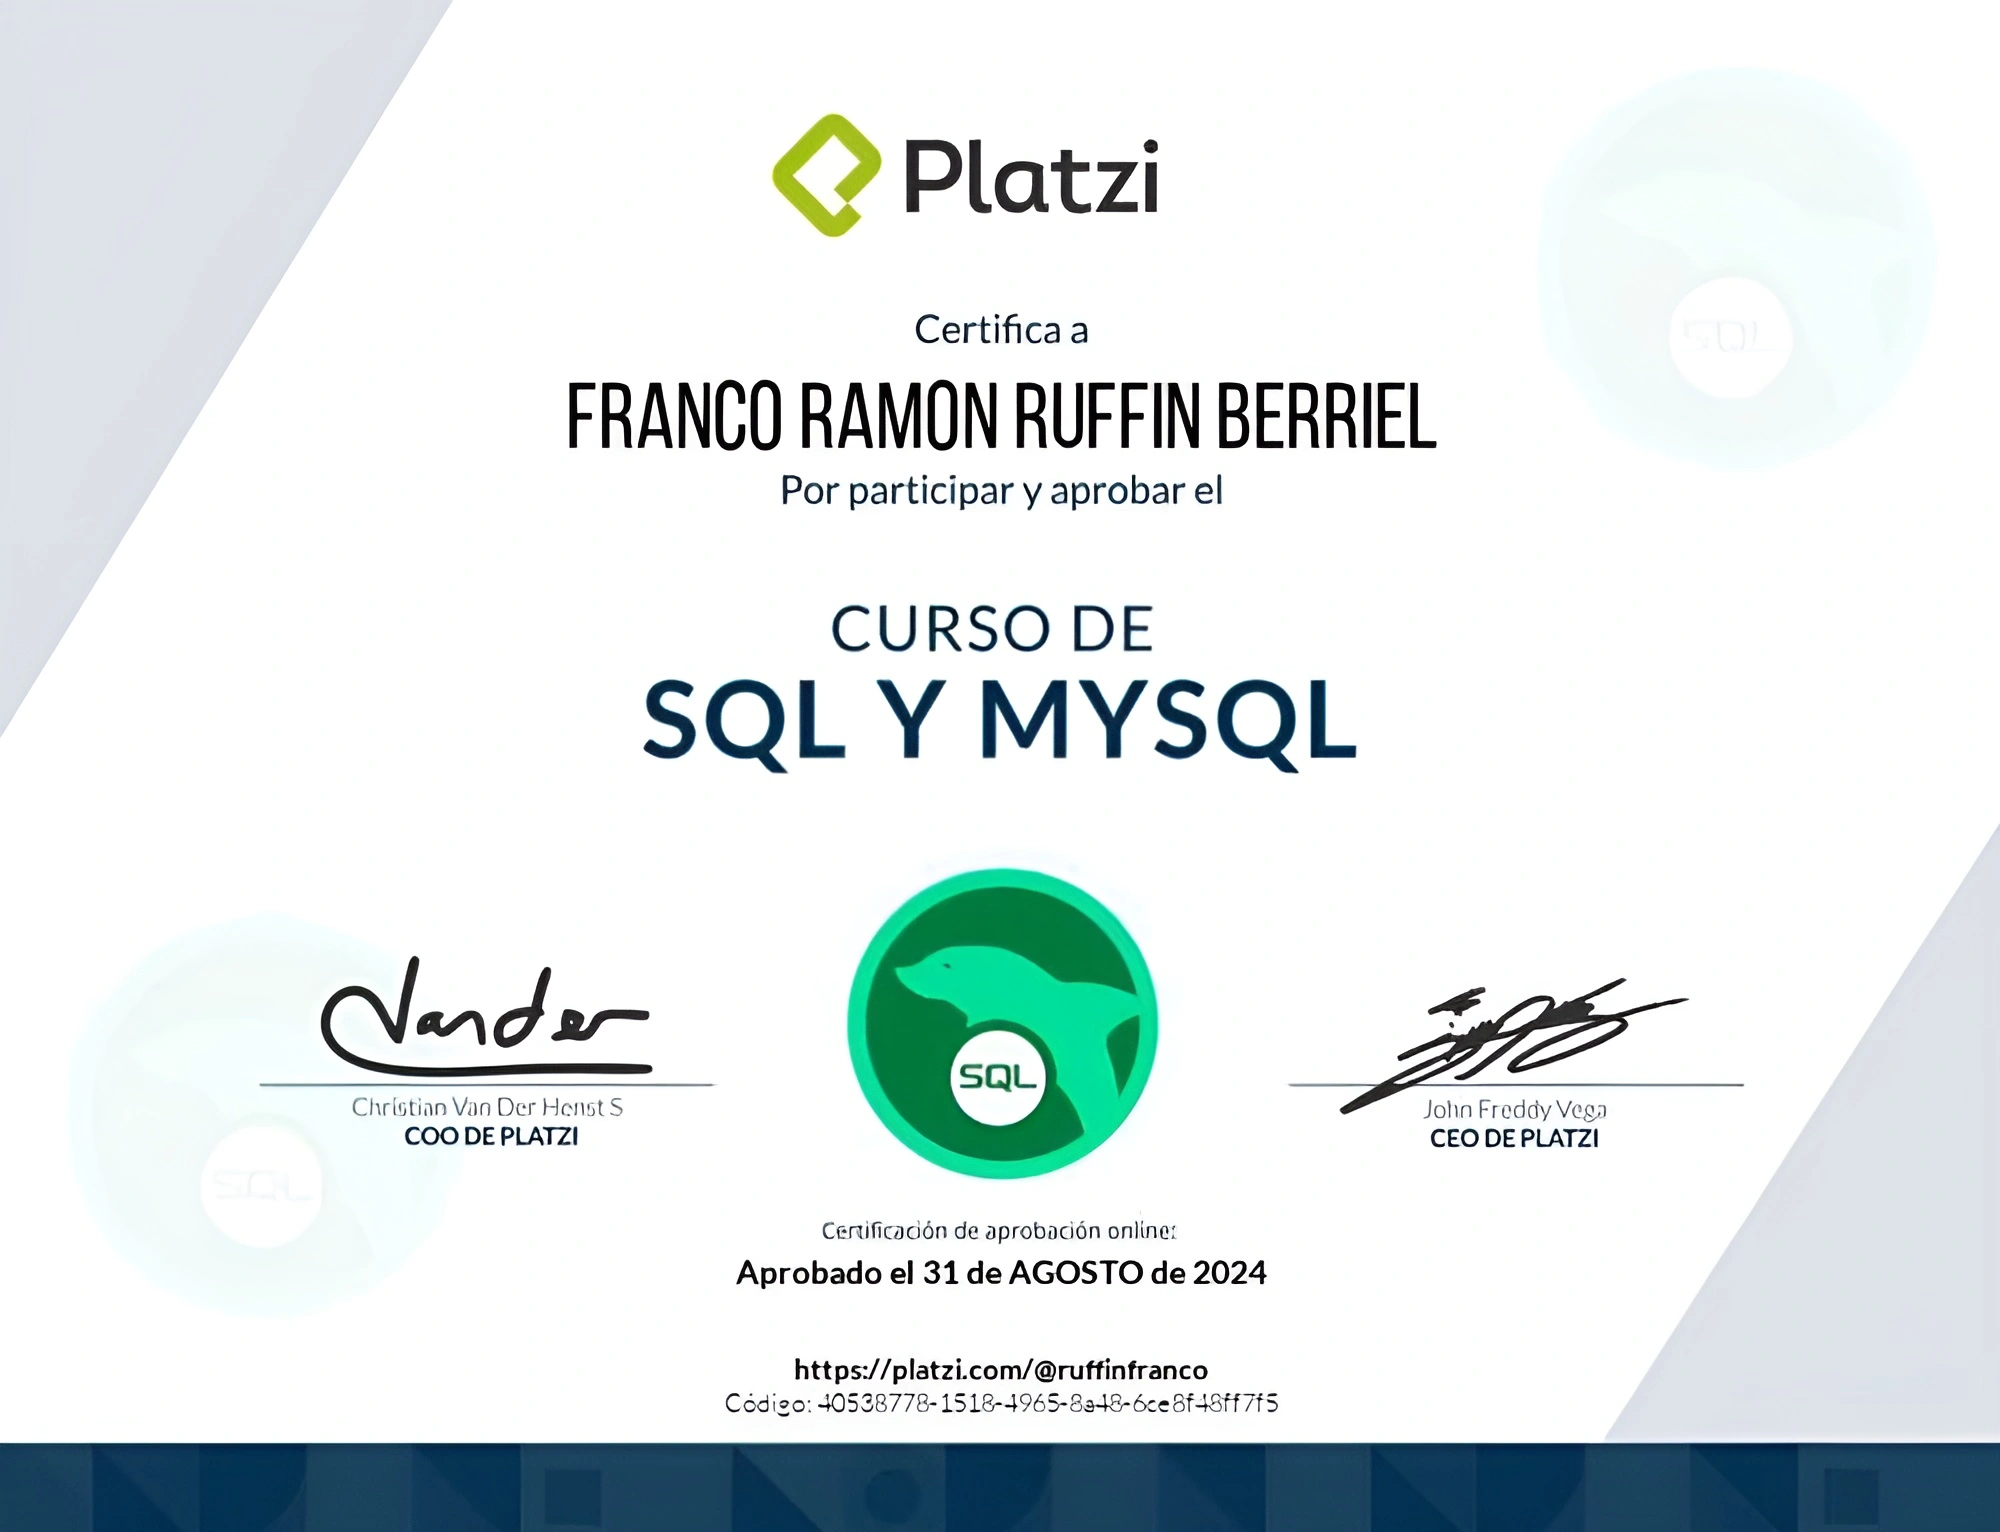 Platzi
Certifica a
FRANCO RAMON RUFFIN BERRIEL
Por participar y aprobar el
CURSO DE
SQL Y MYSQL
SQL
Christian Van Der Henst S
COO DE PLATZI
John Freddy Vega
CEO DE PLATZI
Certificación de aprobación online:
Aprobado el 31 de AGOSTO de 2024
https://platzi.com/@ruffinfranco
Código: 40538778-1518-4965-8a48-6ce8f48ff7f5
SQL
SQL